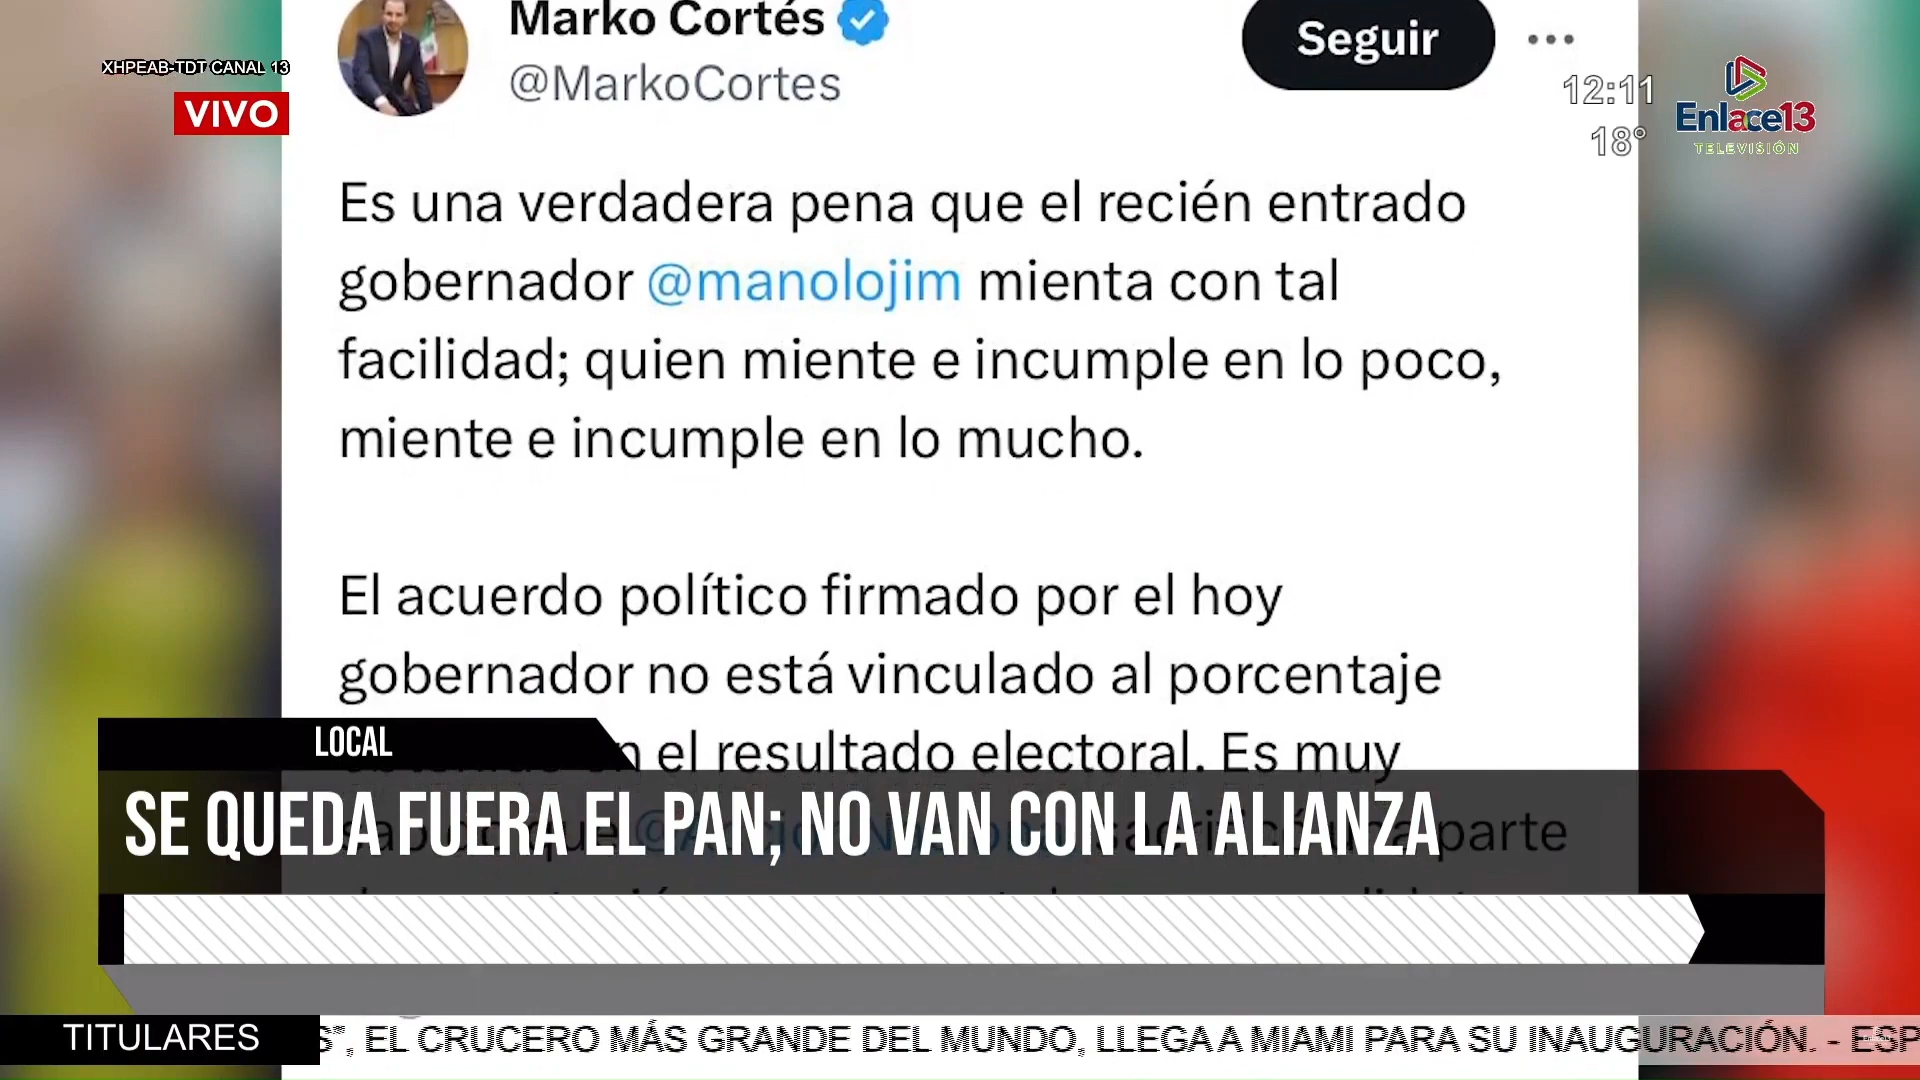 Marko Cortés
@MarkoCortes
Seguir
XHPEAB-TDT CANAL 13
VIVO
12:11
18°
Enlace13
TELEVISIÓN
Es una verdadera pena que el recién entrado
gobernador @manolojim mienta con tal
facilidad; quien miente e incumple en lo poco,
miente e incumple en lo mucho.
El acuerdo político firmado por el hoy
gobernador no está vinculado al porcentaje
en el resultado electoral. Es muy
parte
LOCAL
SE QUEDA FUERA EL PAN; NO VAN CON LA ALIANZA
TITULARES
S", EL CRUCERO MÁS GRANDE DEL MUNDO, LLEGA A MIAMI PARA SU INAUGURACIÓN. - ESP